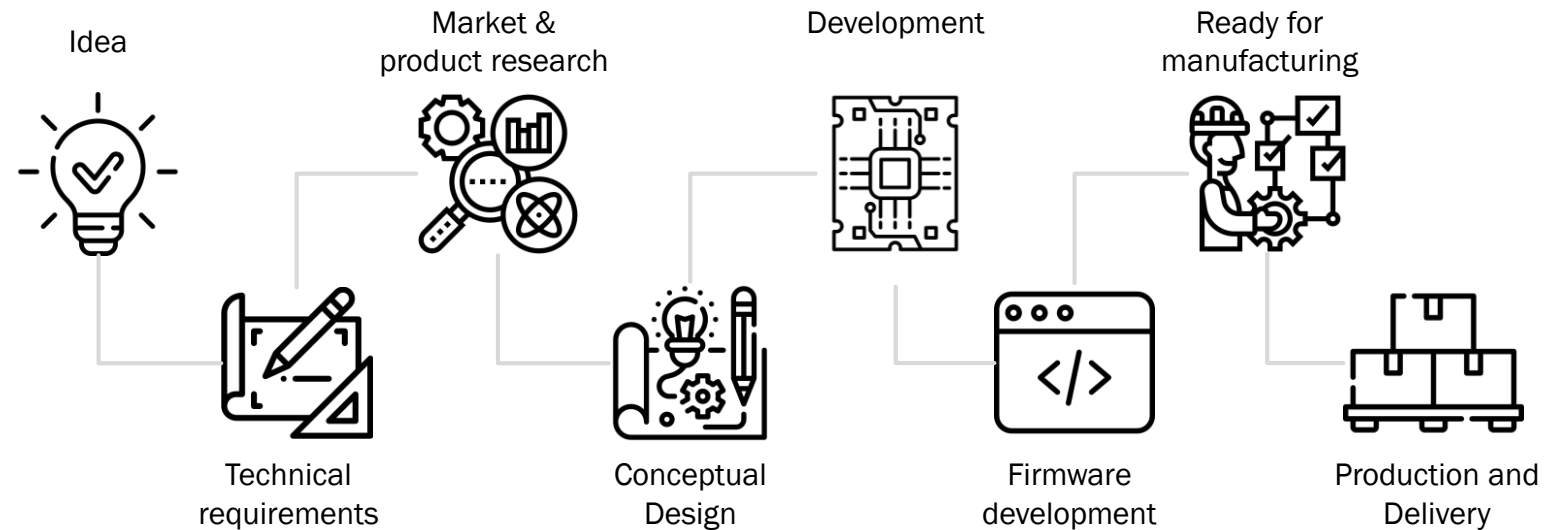 Idea
Technical
requirements
Market &
product research
Conceptual
Design
Development
</>
Firmware
development
Ready for
manufacturing
Production and
Delivery